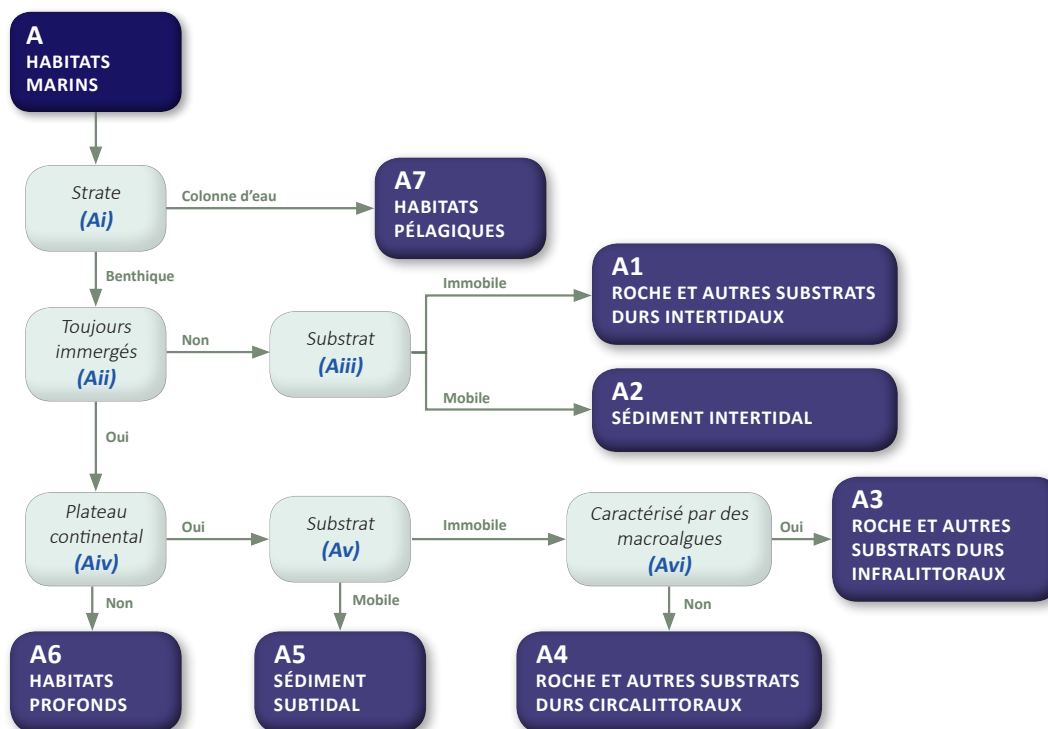 A
HABITATS
MARINS
Strate
(Ai)
Colonne d'eau
A7
HABITATS
PÉLAGIQUES
Benthique
Immobile
A1
ROCHE ET AUTRES SUBSTRATS
DURS INTERTIDAUX
Toujours
immergés
(Aii)
Non
Substrat
(Aiii)
Mobile
A2
SÉDIMENT INTERTIDAL
Oui
Plateau
continental
(Aiv)
Oui
Substrat
(Av)
Immobile
Caractérisé par des
macroalgues
(Avi)
Oui
A3
ROCHE ET AUTRES
SUBSTRATS DURS
INFRALITTORAUX
Non
Mobile
Non
A6
HABITATS
PROFONDS
A5
SÉDIMENT
SUBTIDAL
A4
ROCHE ET AUTRES SUBSTRATS
DURS CIRCALITTORAUX